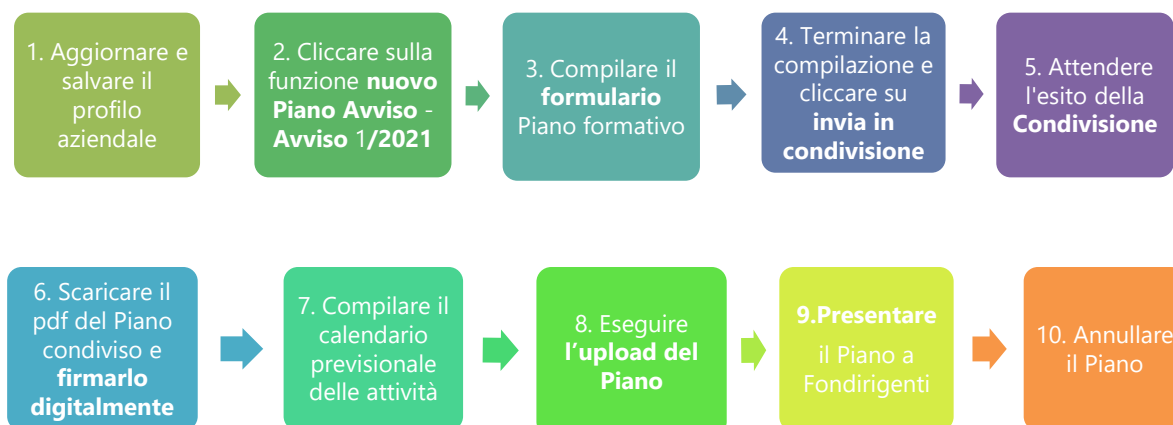 1. Aggiornare e
salvare il
profilo
aziendale
2. Cliccare sulla
funzione nuovo
Piano Avviso -
Avviso 1/2021
3. Compilare il
formulario
Piano formativo
4. Terminare la
compilazione e
cliccare su
invia in
condivisione
5. Attendere
l'esito della
Condivisione
6. Scaricare il
pdf del Piano
condiviso e
firmarlo
digitalmente
7. Compilare il
calendario
previsionale
delle attività
8. Eseguire
l’upload del
Piano
9.Presentare
il Piano a
Fondirigenti
10. Annullare
il Piano